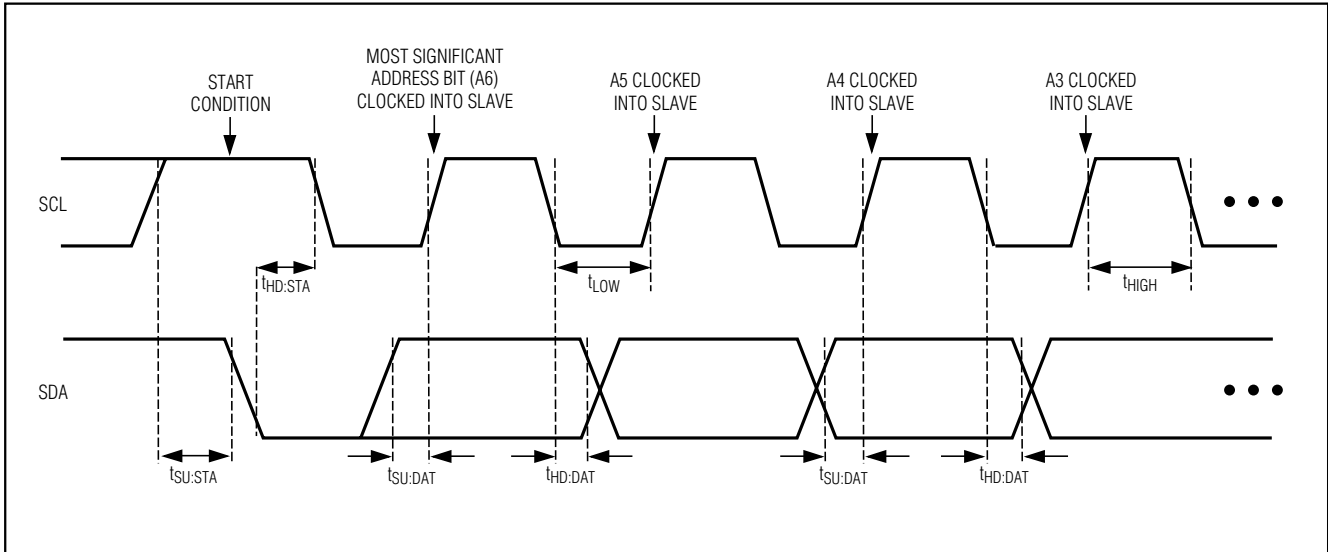 START
CONDITION
MOST SIGNIFICANT
ADDRESS BIT (A6)
CLOCKED INTO SLAVE
A5 CLOCKED
INTO SLAVE
A4 CLOCKED
INTO SLAVE
A3 CLOCKED
INTO SLAVE
SCL
tHD:STA
tLOW
tHIGH
SDA
tSU:STA
tSU:DAT
tHD:DAT
tSU:DAT
tHD:DAT